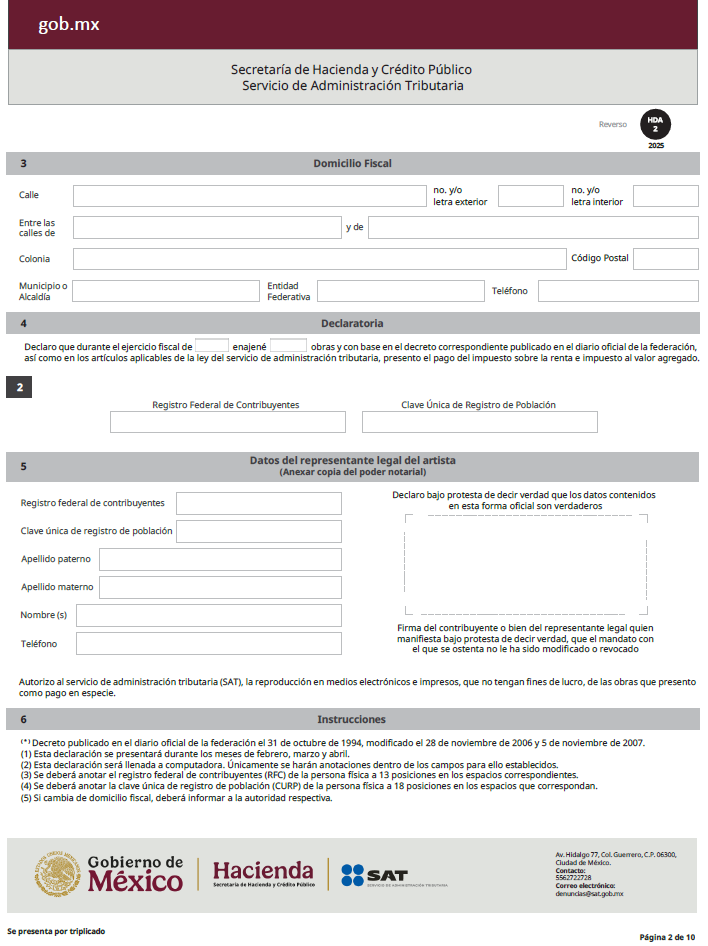 gob.mx
Secretaría de Hacienda y Crédito Público
Servicio de Administración Tributaria
Reverso
HDA
2
2025
3 Domicilio Fiscal
Calle
no. y/o
letra exterior
no. y/o
letra interior
Entre las
calles de
y de
Colonia
Código Postal
Municipio o
Alcaldía
Entidad
Federativa
Teléfono
4 Declaratoria
Declaro que durante el ejercicio fiscal de enajené obras y con base en el decreto correspondiente publicado en el diario oficial de la federación,
así como en los artículos aplicables de la ley del servicio de administración tributaria, presento el pago del impuesto sobre la renta e impuesto al valor agregado.
2
Registro Federal de Contribuyentes
Clave Única de Registro de Población
5 Datos del representante legal del artista
(Anexar copia del poder notarial)
Registro federal de contribuyentes
Clave única de registro de población
Apellido paterno
Apellido materno
Nombre (s)
Teléfono
Declaro bajo protesta de decir verdad que los datos contenidos
en esta forma oficial son verdaderos
Firma del contribuyente o bien del representante legal quien
manifiesta bajo protesta de decir verdad, que el mandato con
el que se ostenta no le ha sido modificado o revocado
Autorizo al servicio de administración tributaria (SAT), la reproducción en medios electrónicos e impresos, que no tengan fines de lucro, de las obras que presento
como pago en especie.
6 Instrucciones
(*) Decreto publicado en el diario oficial de la federación el 31 de octubre de 1994, modificado el 28 de noviembre de 2006 y 5 de noviembre de 2007.
(1) Esta declaración se presentará durante los meses de febrero, marzo y abril.
(2) Esta declaración será llenada a computadora. Únicamente se harán anotaciones dentro de los campos para ello establecidos.
(3) Se deberá anotar el registro federal de contribuyentes (RFC) de la persona física a 13 posiciones en los espacios correspondientes.
(4) Se deberá anotar la clave única de registro de población (CURP) de la persona física a 18 posiciones en los espacios que correspondan.
(5) Si cambia de domicilio fiscal, deberá informar a la autoridad respectiva.
Gobierno de
México
Hacienda
Secretaría de Hacienda y Crédito Público
SAT
SERVICIO DE ADMINISTRACIÓN TRIBUTARIA
Av. Hidalgo 77, Col. Guerrero, C.P. 06300,
Ciudad de México.
Contacto:
5562722728
Correo electrónico:
denuncias@sat.gob.mx
Se presenta por triplicado
Página 2 de 10